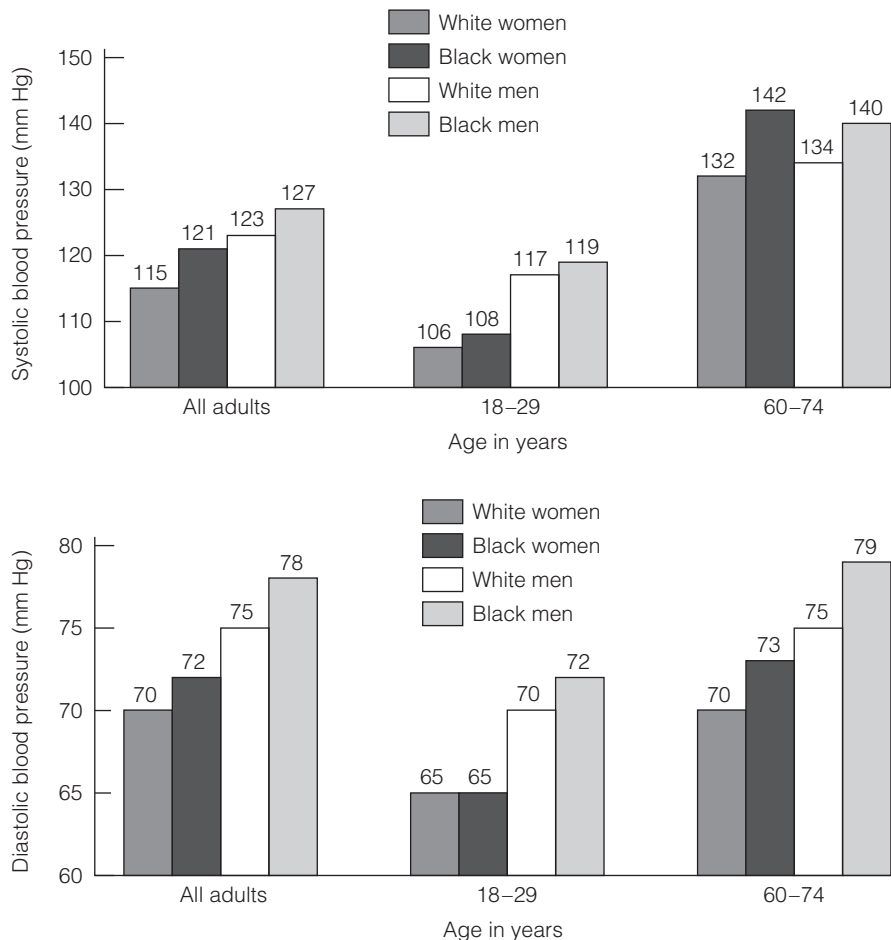 White women
Black women
White men
Black men
Systolic blood pressure (mm Hg)
150
140
130
120
110
100
115
121
123
127
106
108
117
119
132
142
134
140
All adults
18–29
60–74
Age in years
White women
Black women
White men
Black men
Diastolic blood pressure (mm Hg)
80
75
70
65
60
70
72
75
78
65
65
70
72
70
73
75
79
All adults
18–29
60–74
Age in years